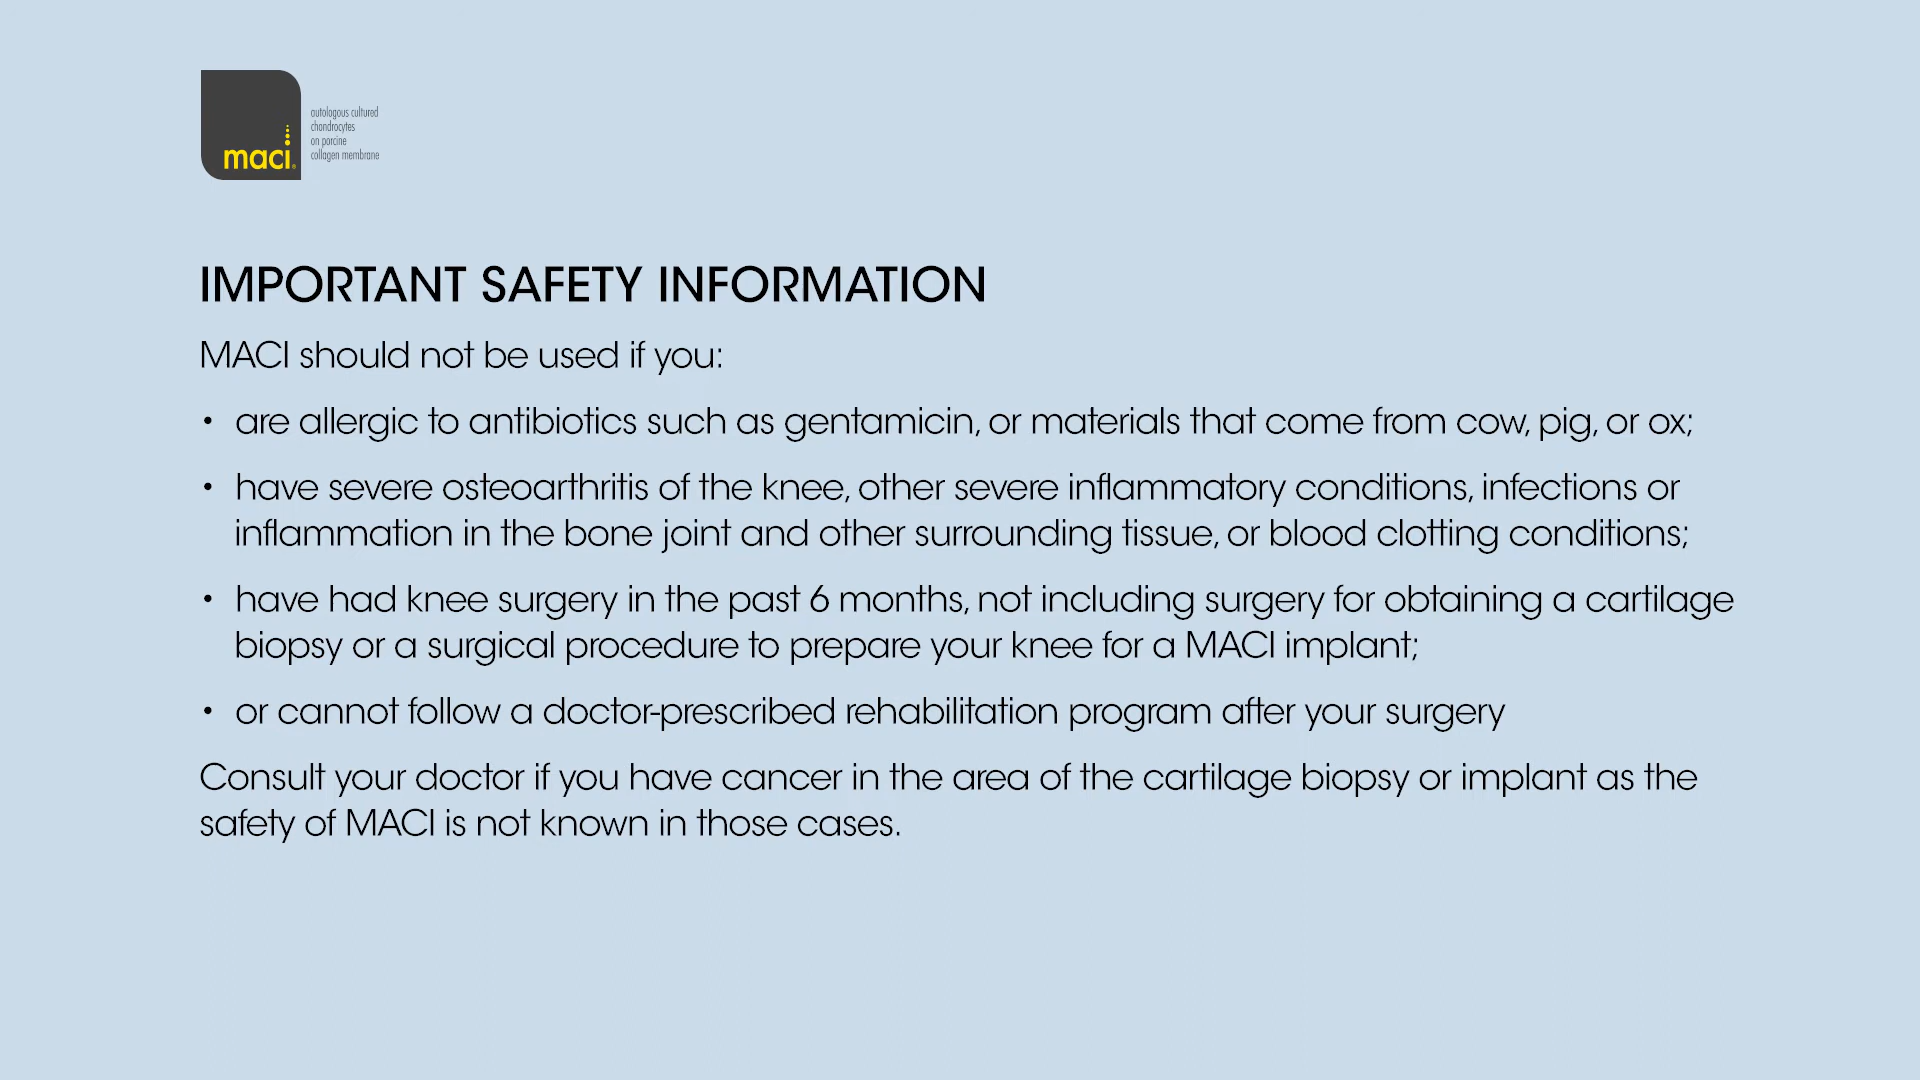 maci®
autologous cultured
chondrocytes
on porcine
collagen membrane
IMPORTANT SAFETY INFORMATION
MACI should not be used if you:
• are allergic to antibiotics such as gentamicin, or materials that come from cow, pig, or ox;
• have severe osteoarthritis of the knee, other severe inflammatory conditions, infections or
inflammation in the bone joint and other surrounding tissue, or blood clotting conditions;
• have had knee surgery in the past 6 months, not including surgery for obtaining a cartilage
biopsy or a surgical procedure to prepare your knee for a MACI implant;
• or cannot follow a doctor-prescribed rehabilitation program after your surgery
Consult your doctor if you have cancer in the area of the cartilage biopsy or implant as the
safety of MACI is not known in those cases.